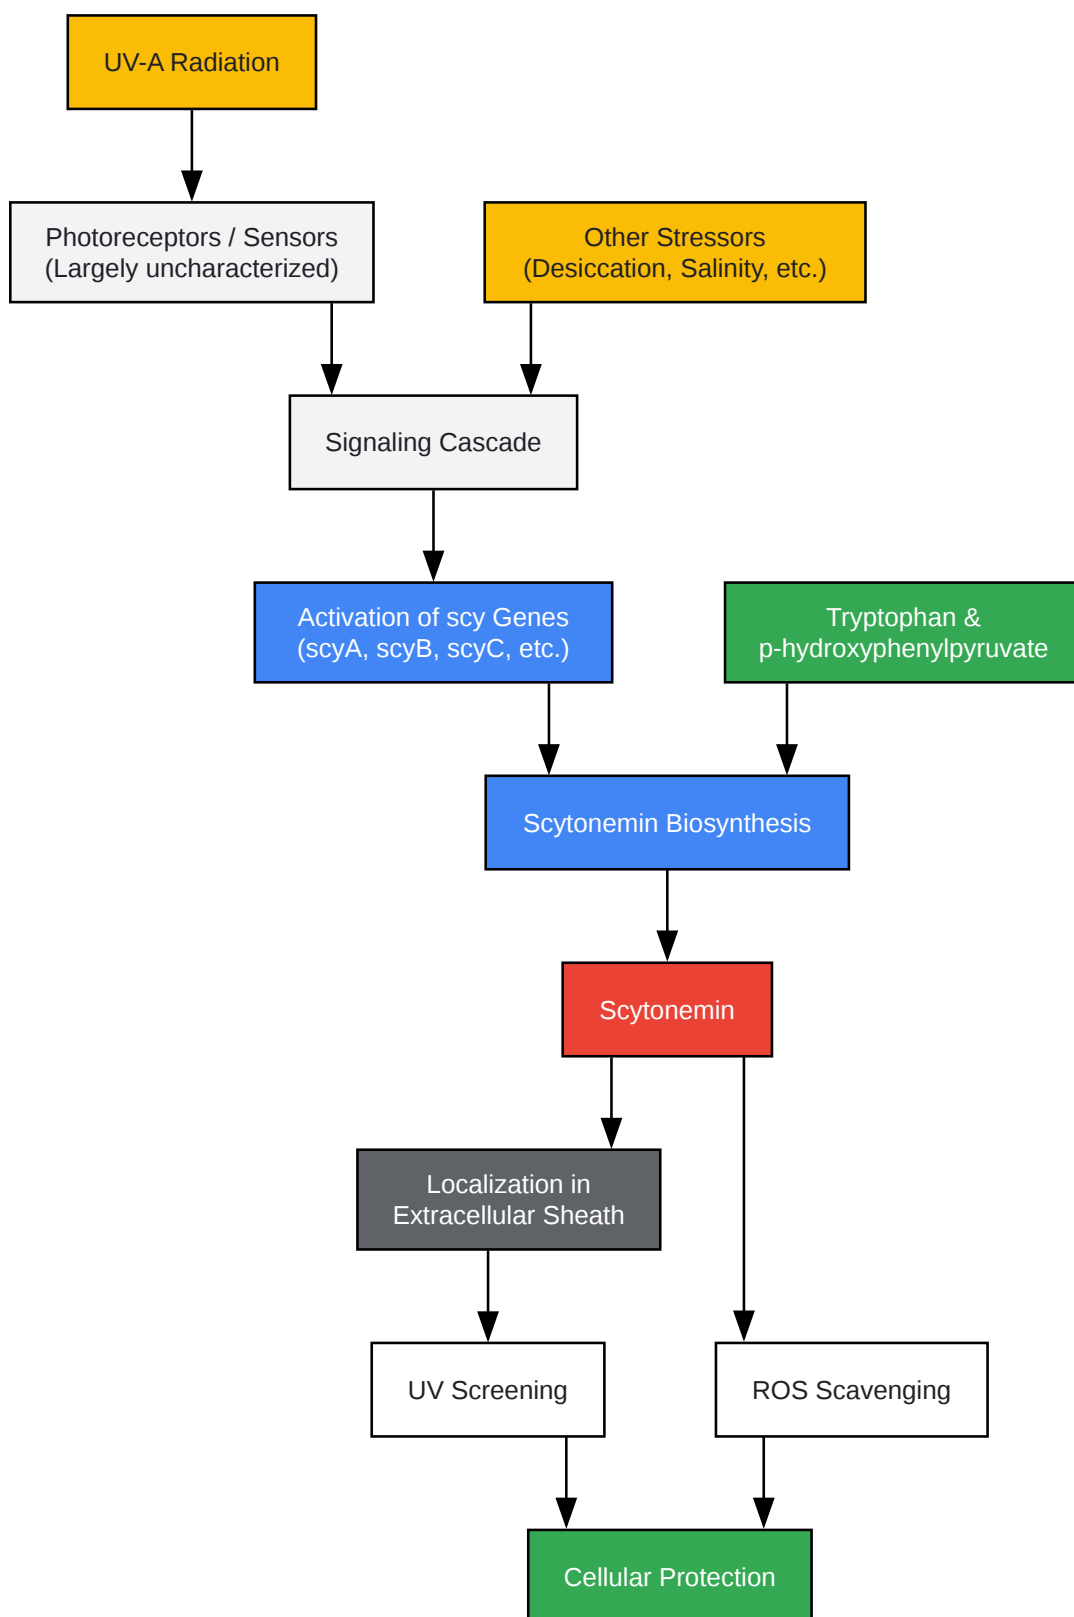 UV-A Radiation
Photoreceptors / Sensors
(Largely uncharacterized)
Other Stressors
(Desiccation, Salinity, etc.)
Signaling Cascade
Activation of scy Genes
(scyA, scyB, scyC, etc.)
Tryptophan &
p-hydroxyphenylpyruvate
Scytonemin Biosynthesis
Scytonemin
Localization in
Extracellular Sheath
UV Screening
ROS Scavenging
Cellular Protection